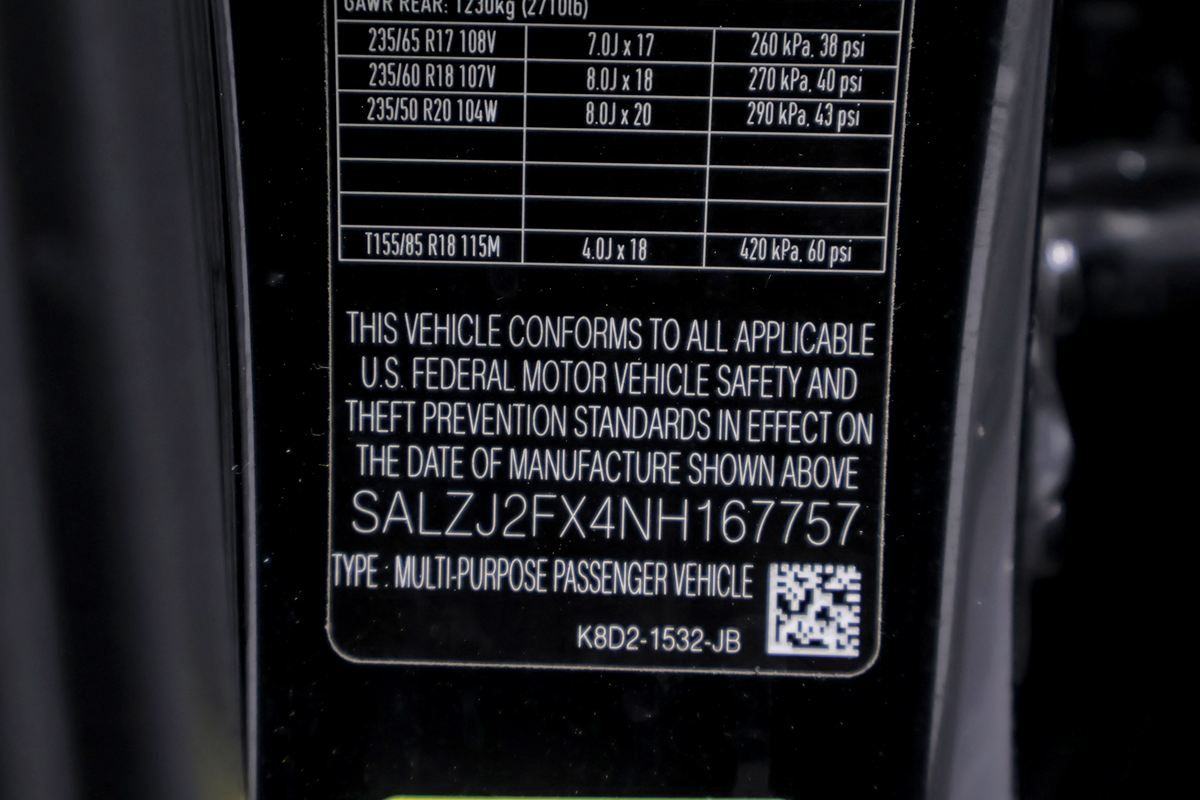 GAWR REAR: 1230kg (2710lb)
235/65 R17 108V 7.0J x 17 260 kPa, 38 psi
235/60 R18 107V 8.0J x 18 270 kPa, 40 psi
235/50 R20 104W 8.0J x 20 290 kPa, 43 psi
T155/85 R18 115M 4.0J x 18 420 kPa, 60 psi
THIS VEHICLE CONFORMS TO ALL APPLICABLE
U.S. FEDERAL MOTOR VEHICLE SAFETY AND
THEFT PREVENTION STANDARDS IN EFFECT ON
THE DATE OF MANUFACTURE SHOWN ABOVE
SALZJ2FX4NH167757
TYPE : MULTI-PURPOSE PASSENGER VEHICLE
K8D2-1532-JB